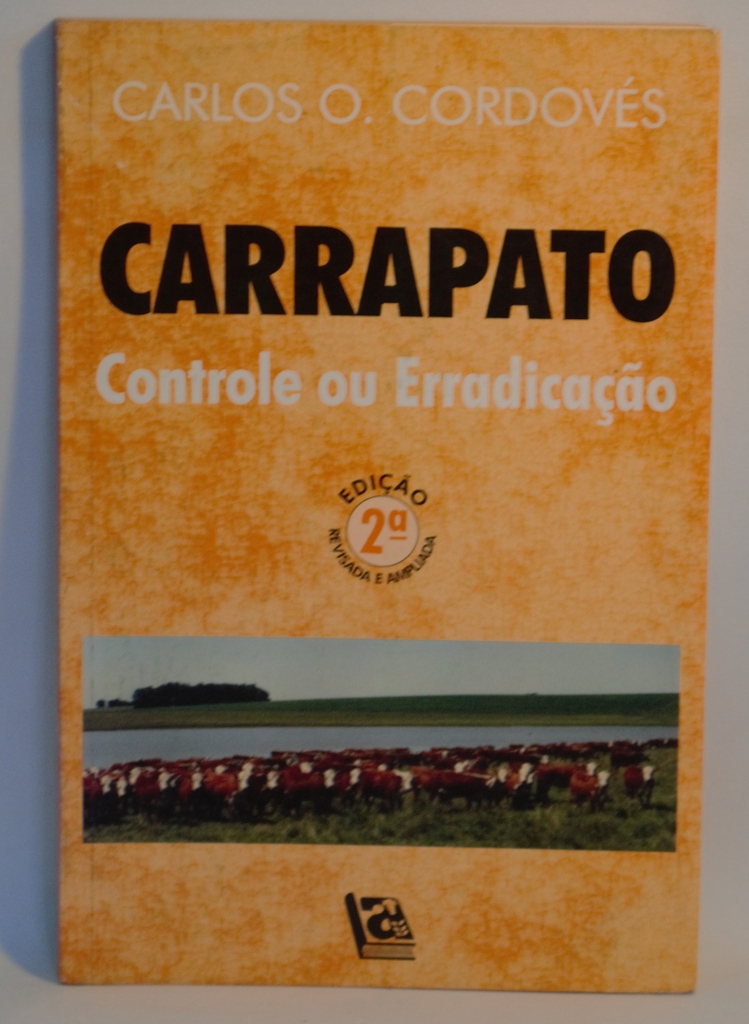 CARLOS O. CORDOVÉS
CARRAPATO
Controle ou Erradicação
EDIÇÃO
2ª
REVISADA E AMPLIADA
a